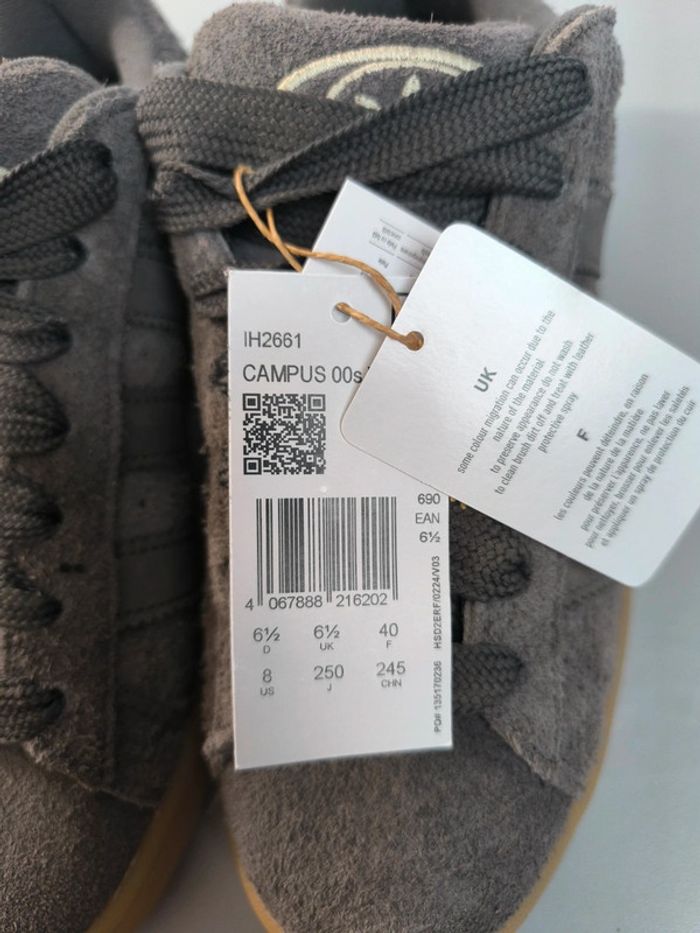 IH2661
CAMPUS 00s
690
EAN
6½
4 067888 216202
6½ 6½ 40
D UK F
8 250 245
US J CHN
PO# 135170236 HSD2ERF/0224/V03
UK
some colour migration can occur due to the
nature of the material
to preserve appearance do not wash
to clean brush dirt off and treat with leather
protective spray
F
les couleurs peuvent déteindre, en raison
de la nature de la matière
pour préserver l'apparence, ne pas laver
pour nettoyer, brosser pour enlever les saletés
et appliquer un spray de protection du cuir